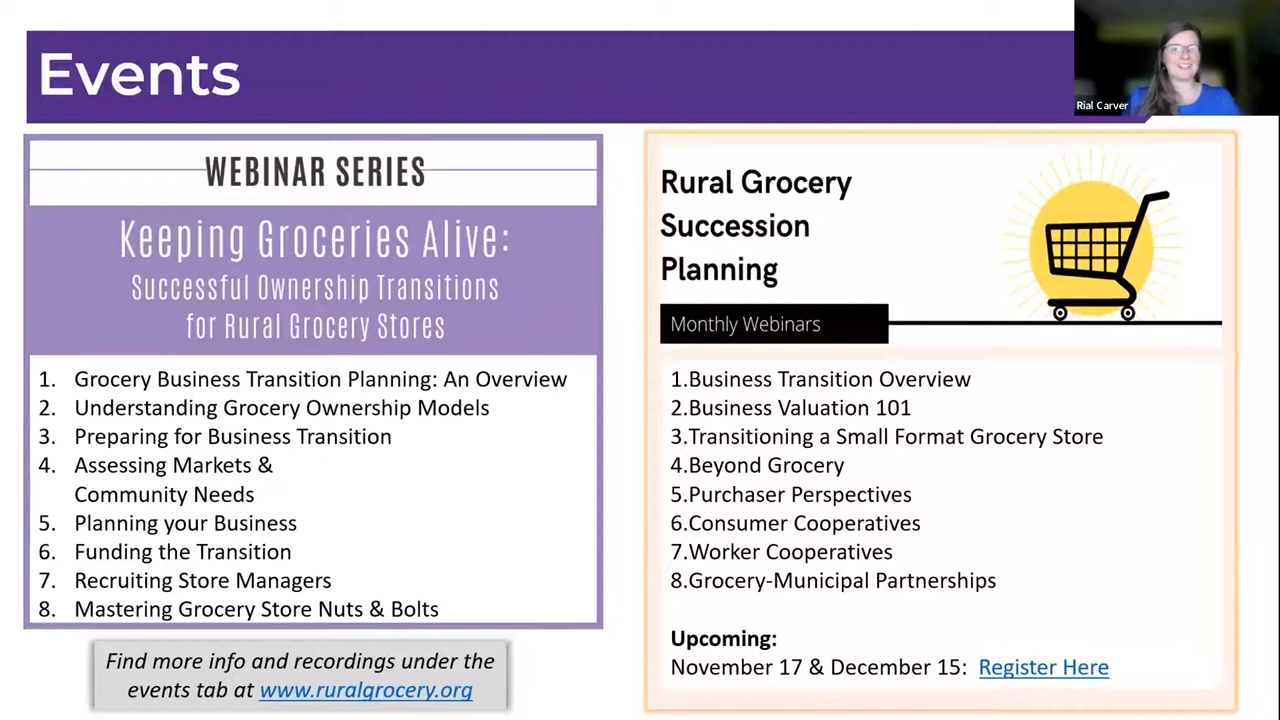 Events
Rial Carver
WEBINAR SERIES
Keeping Groceries Alive:
Successful Ownership Transitions
for Rural Grocery Stores
1. Grocery Business Transition Planning: An Overview
2. Understanding Grocery Ownership Models
3. Preparing for Business Transition
4. Assessing Markets &
Community Needs
5. Planning your Business
6. Funding the Transition
7. Recruiting Store Managers
8. Mastering Grocery Store Nuts & Bolts
Find more info and recordings under the
events tab at www.ruralgrocery.org
Rural Grocery
Succession
Planning
Monthly Webinars
1.Business Transition Overview
2.Business Valuation 101
3.Transitioning a Small Format Grocery Store
4.Beyond Grocery
5.Purchaser Perspectives
6.Consumer Cooperatives
7.Worker Cooperatives
8.Grocery-Municipal Partnerships
Upcoming:
November 17 & December 15: Register Here